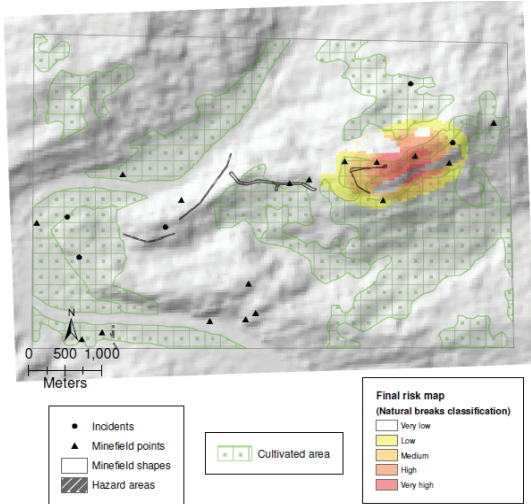 N
0 500 1,000
Meters
Incidents
Minefield points
Minefield shapes
Hazard areas
Cultivated area
Final risk map
(Natural breaks classification)
Very low
Low
Medium
High
Very high